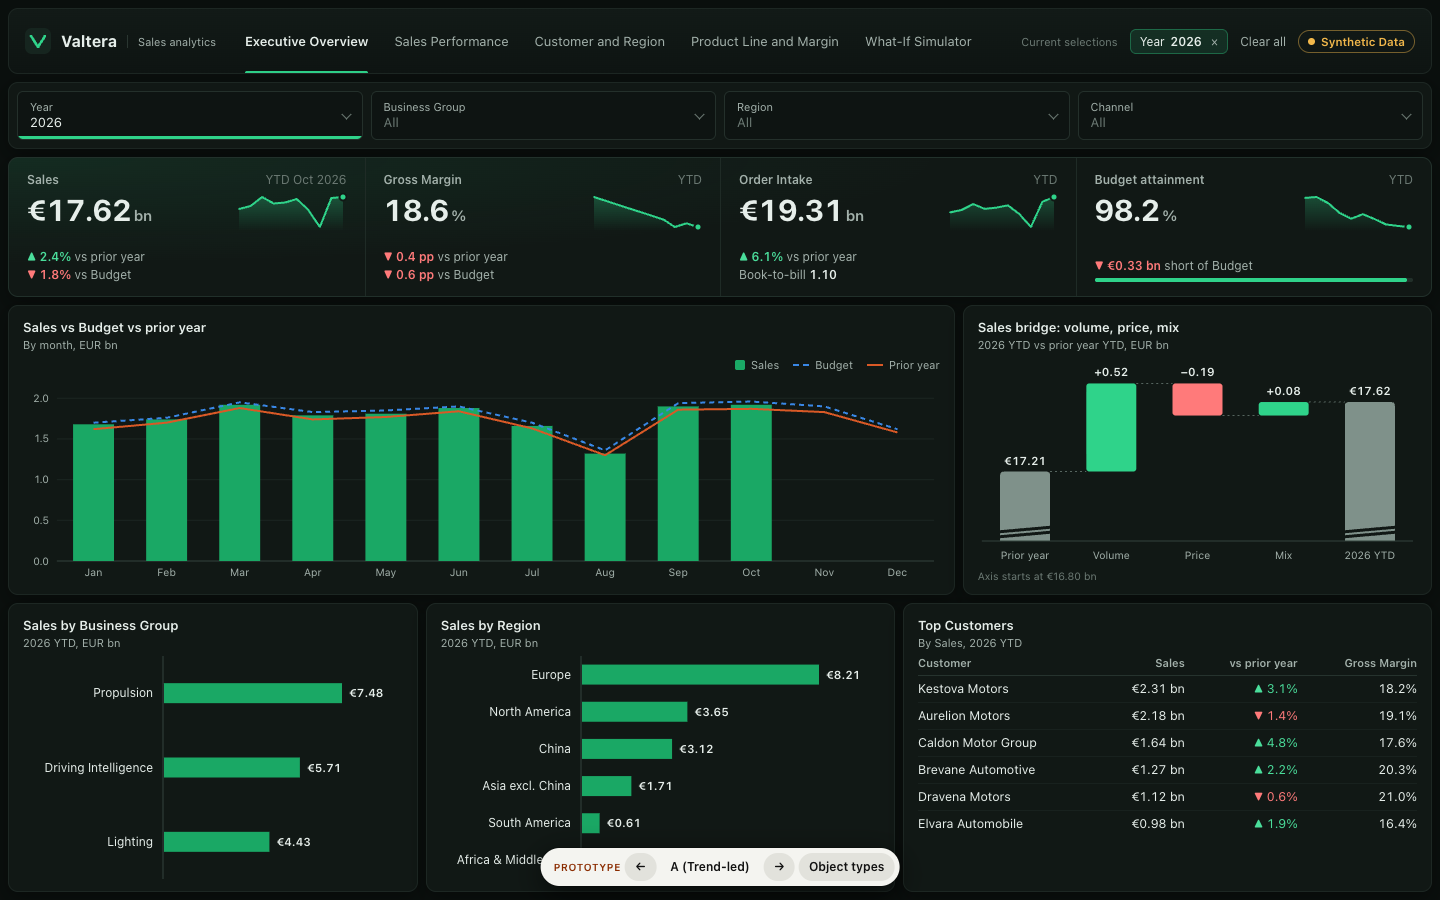 Valtera Sales analytics Executive Overview Sales Performance Customer and Region Product Line and Margin What-If Simulator Current selections Year 2026 × Clear all Synthetic Data
Year Business Group Region Channel
2026 All All All
Sales YTD Oct 2026
€17.62 bn
▲ 2.4% vs prior year
▼ 1.8% vs Budget
Gross Margin YTD
18.6 %
▼ 0.4 pp vs prior year
▼ 0.6 pp vs Budget
Order Intake YTD
€19.31 bn
▲ 6.1% vs prior year
Book-to-bill 1.10
Budget attainment YTD
98.2 %
▼ €0.33 bn short of Budget
Sales vs Budget vs prior year
By month, EUR bn
Sales Budget Prior year
2.0
1.5
1.0
0.5
0.0
Jan Feb Mar Apr May Jun Jul Aug Sep Oct Nov Dec
Sales bridge: volume, price, mix
2026 YTD vs prior year YTD, EUR bn
+0.52 −0.19 +0.08 €17.62
€17.21
Prior year Volume Price Mix 2026 YTD
Axis starts at €16.80 bn
Sales by Business Group
2026 YTD, EUR bn
Propulsion €7.48
Driving Intelligence €5.71
Lighting €4.43
Sales by Region
2026 YTD, EUR bn
Europe €8.21
North America €3.65
China €3.12
Asia excl. China €1.71
South America €0.61
Africa & Middle
Top Customers
By Sales, 2026 YTD
Customer Sales vs prior year Gross Margin
Kestova Motors €2.31 bn ▲ 3.1% 18.2%
Aurelion Motors €2.18 bn ▼ 1.4% 19.1%
Caldon Motor Group €1.64 bn ▲ 4.8% 17.6%
Brevane Automotive €1.27 bn ▲ 2.2% 20.3%
Dravena Motors €1.12 bn ▼ 0.6% 21.0%
Elvara Automobile €0.98 bn ▲ 1.9% 16.4%
PROTOTYPE ← A (Trend-led) → Object types